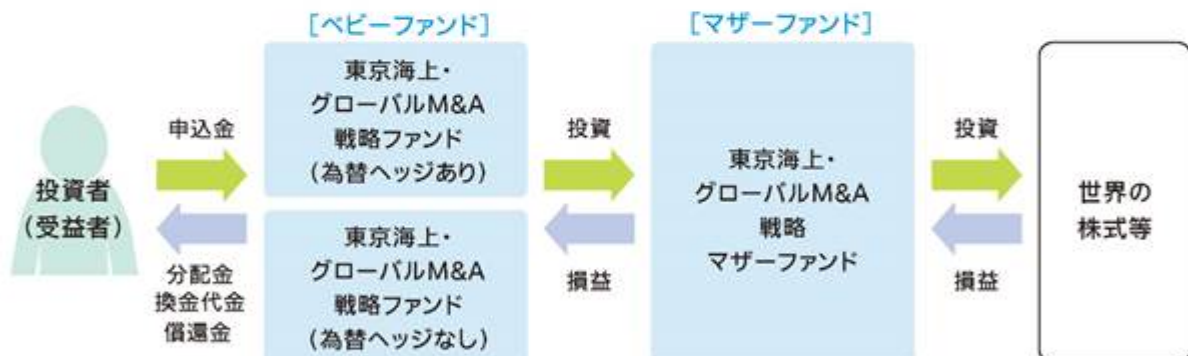 [ベビーファンド]
[マザーファンド]
投資者
(受益者)
申込金
分配金
換金代金
償還金
東京海上・
グローバルM&A
戦略ファンド
(為替ヘッジあり)
東京海上・
グローバルM&A
戦略ファンド
(為替ヘッジなし)
投資
損益
東京海上・
グローバルM&A
戦略
マザーファンド
投資
損益
世界の
株式等